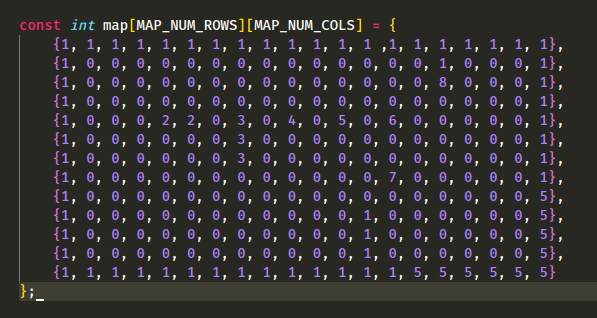 const int map[MAP_NUM_ROWS][MAP_NUM_COLS] = {
{1, 1, 1, 1, 1, 1, 1, 1, 1, 1, 1, 1, 1 ,1, 1, 1, 1, 1, 1, 1},
{1, 0, 0, 0, 0, 0, 0, 0, 0, 0, 0, 0, 0, 0, 0, 1, 0, 0, 0, 1},
{1, 0, 0, 0, 0, 0, 0, 0, 0, 0, 0, 0, 0, 0, 0, 8, 0, 0, 0, 1},
{1, 0, 0, 0, 0, 0, 0, 0, 0, 0, 0, 0, 0, 0, 0, 0, 0, 0, 0, 1},
{1, 0, 0, 0, 2, 2, 0, 3, 0, 4, 0, 5, 0, 6, 0, 0, 0, 0, 0, 1},
{1, 0, 0, 0, 0, 0, 0, 3, 0, 0, 0, 0, 0, 0, 0, 0, 0, 0, 0, 1},
{1, 0, 0, 0, 0, 0, 0, 3, 0, 0, 0, 0, 0, 0, 0, 0, 0, 0, 0, 1},
{1, 0, 0, 0, 0, 0, 0, 0, 0, 0, 0, 0, 0, 7, 0, 0, 0, 0, 0, 1},
{1, 0, 0, 0, 0, 0, 0, 0, 0, 0, 0, 0, 0, 0, 0, 0, 0, 0, 0, 5},
{1, 0, 0, 0, 0, 0, 0, 0, 0, 0, 0, 0, 1, 0, 0, 0, 0, 0, 0, 5},
{1, 0, 0, 0, 0, 0, 0, 0, 0, 0, 0, 0, 1, 0, 0, 0, 0, 0, 0, 5},
{1, 0, 0, 0, 0, 0, 0, 0, 0, 0, 0, 0, 1, 0, 0, 0, 0, 0, 0, 5},
{1, 1, 1, 1, 1, 1, 1, 1, 1, 1, 1, 1, 1, 1, 5, 5, 5, 5, 5, 5}
};